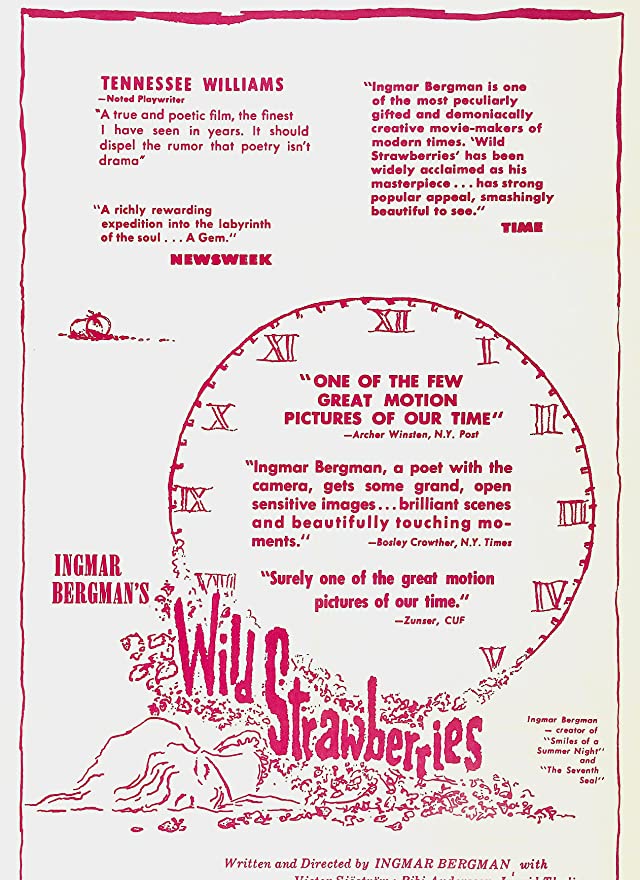 TENNESSEE WILLIAMS
—Noted Playwriter
"A true and poetic film, the finest
I have seen in years. It should
dispel the rumor that poetry isn't
drama"
"A richly rewarding
expedition into the labyrinth
of the soul . . . A Gem."
NEWSWEEK
"Ingmar Bergman is one
of the most peculiarly
gifted and demoniacally
creative movie-makers of
modern times. 'Wild
Strawberries' has been
widely acclaimed as his
masterpiece . . . has strong
popular appeal, smashingly
beautiful to see."
TIME
XII
XI
I
X
III
IX
III
VIII
IV
V
"ONE OF THE FEW
GREAT MOTION
PICTURES OF OUR TIME"
—Archer Winsten, N.Y. Post
"Ingmar Bergman, a poet with the
camera, gets some grand, open
sensitive images...brilliant scenes
and beautifully touching mo-
ments."
—Bosley Crowther, N.Y. Times
"Surely one of the great motion
pictures of our time."
—Zunser, CUF
INGMAR
BERGMAN'S
Wild
Strawberries
Ingmar Bergman
— creator of
"Smiles of a
Summer Night"
and
"The Seventh
Seal"
Written and Directed by INGMAR BERGMAN with